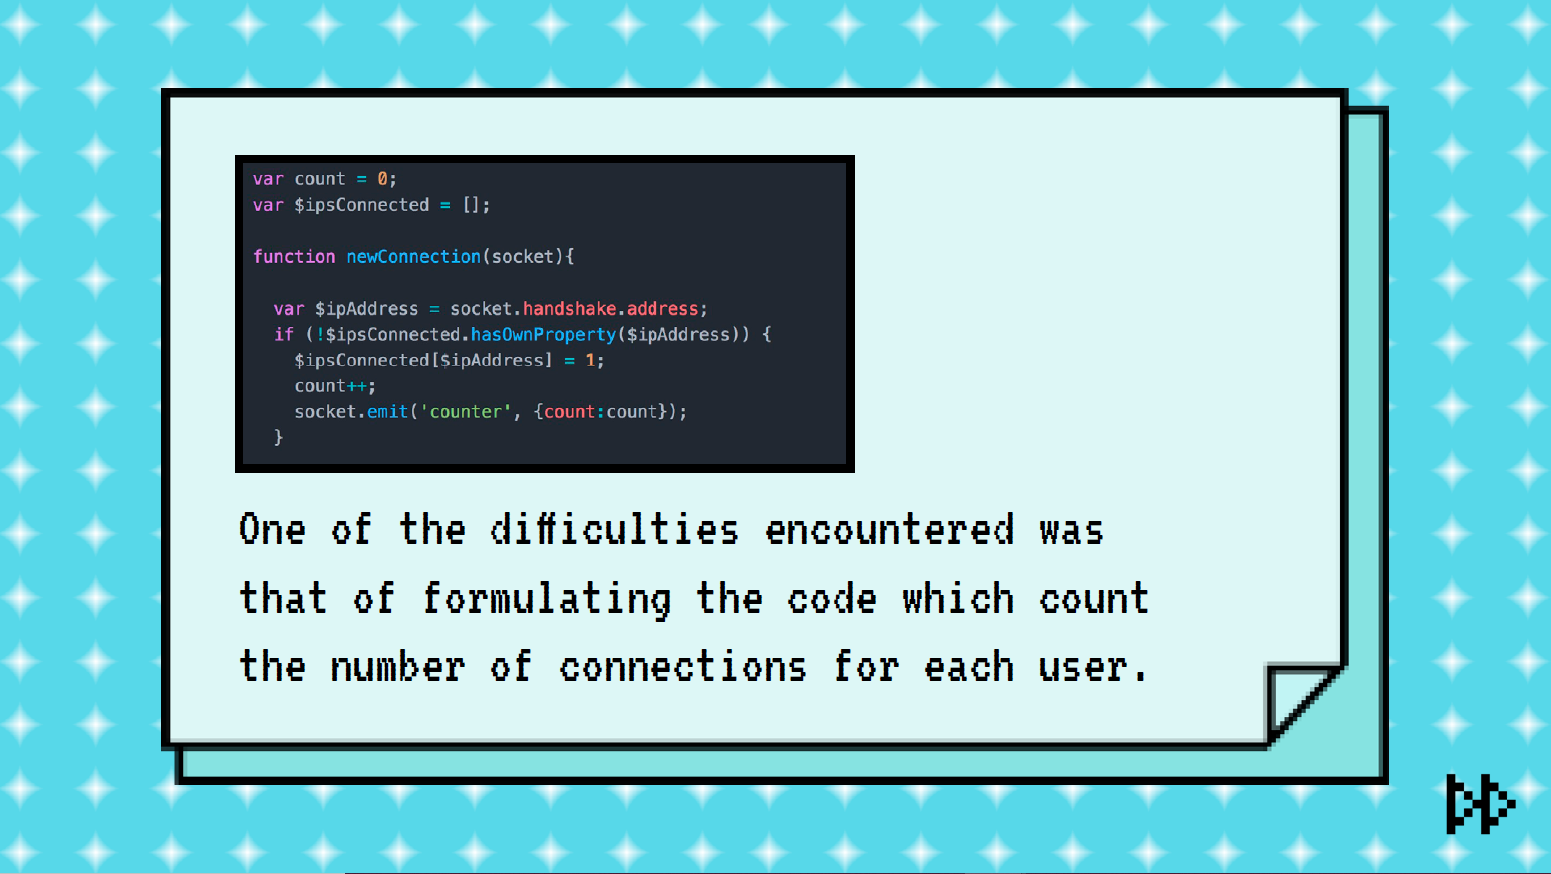 var count = 0;
var $ipsConnected = [];
function newConnection(socket){
var $ipAddress = socket.handshake.address;
if (!$ipsConnected.hasOwnProperty($ipAddress)) {
$ipsConnected[$ipAddress] = 1;
count++;
socket.emit('counter', {count:count});
}
One of the difficulties encountered was
that of formulating the code which count
the number of connections for each user.